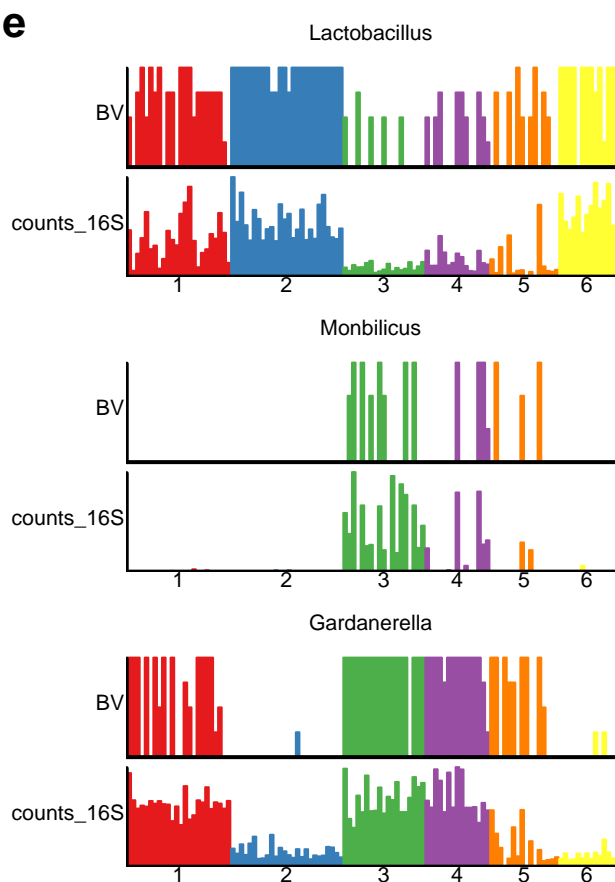 e
Lactobacillus
BV
counts_16S
1 2 3 4 5 6
Monbilicus
BV
counts_16S
1 2 3 4 5 6
Gardanerella
BV
counts_16S
1 2 3 4 5 6